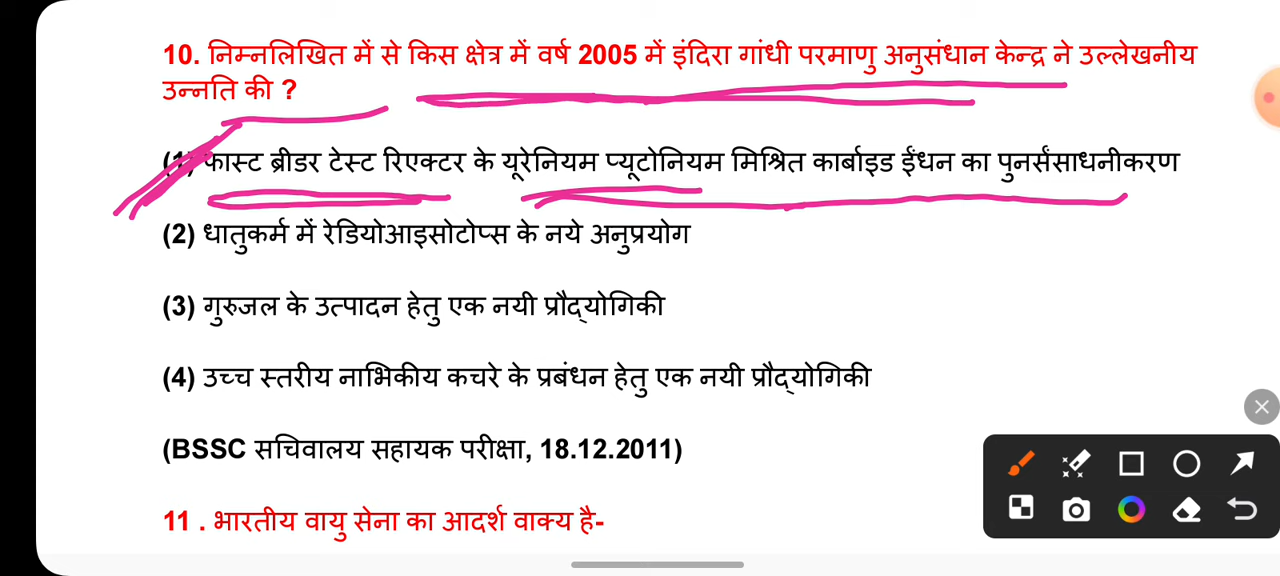 10. निम्नलिखित में से किस क्षेत्र में वर्ष 2005 में इंदिरा गांधी परमाणु अनुसंधान केन्द्र ने उल्लेखनीय
उन्नति की ?
(1) फास्ट ब्रीडर टेस्ट रिएक्टर के यूरेनियम प्यूटोनियम मिश्रित कार्बाइड ईंधन का पुनर्संसाधनीकरण
(2) धातुकर्म में रेडियोआइसोटोप्स के नये अनुप्रयोग
(3) गुरुजल के उत्पादन हेतु एक नयी प्रौद्योगिकी
(4) उच्च स्तरीय नाभिकीय कचरे के प्रबंधन हेतु एक नयी प्रौद्योगिकी
(BSSC सचिवालय सहायक परीक्षा, 18.12.2011)
11 . भारतीय वायु सेना का आदर्श वाक्य है-